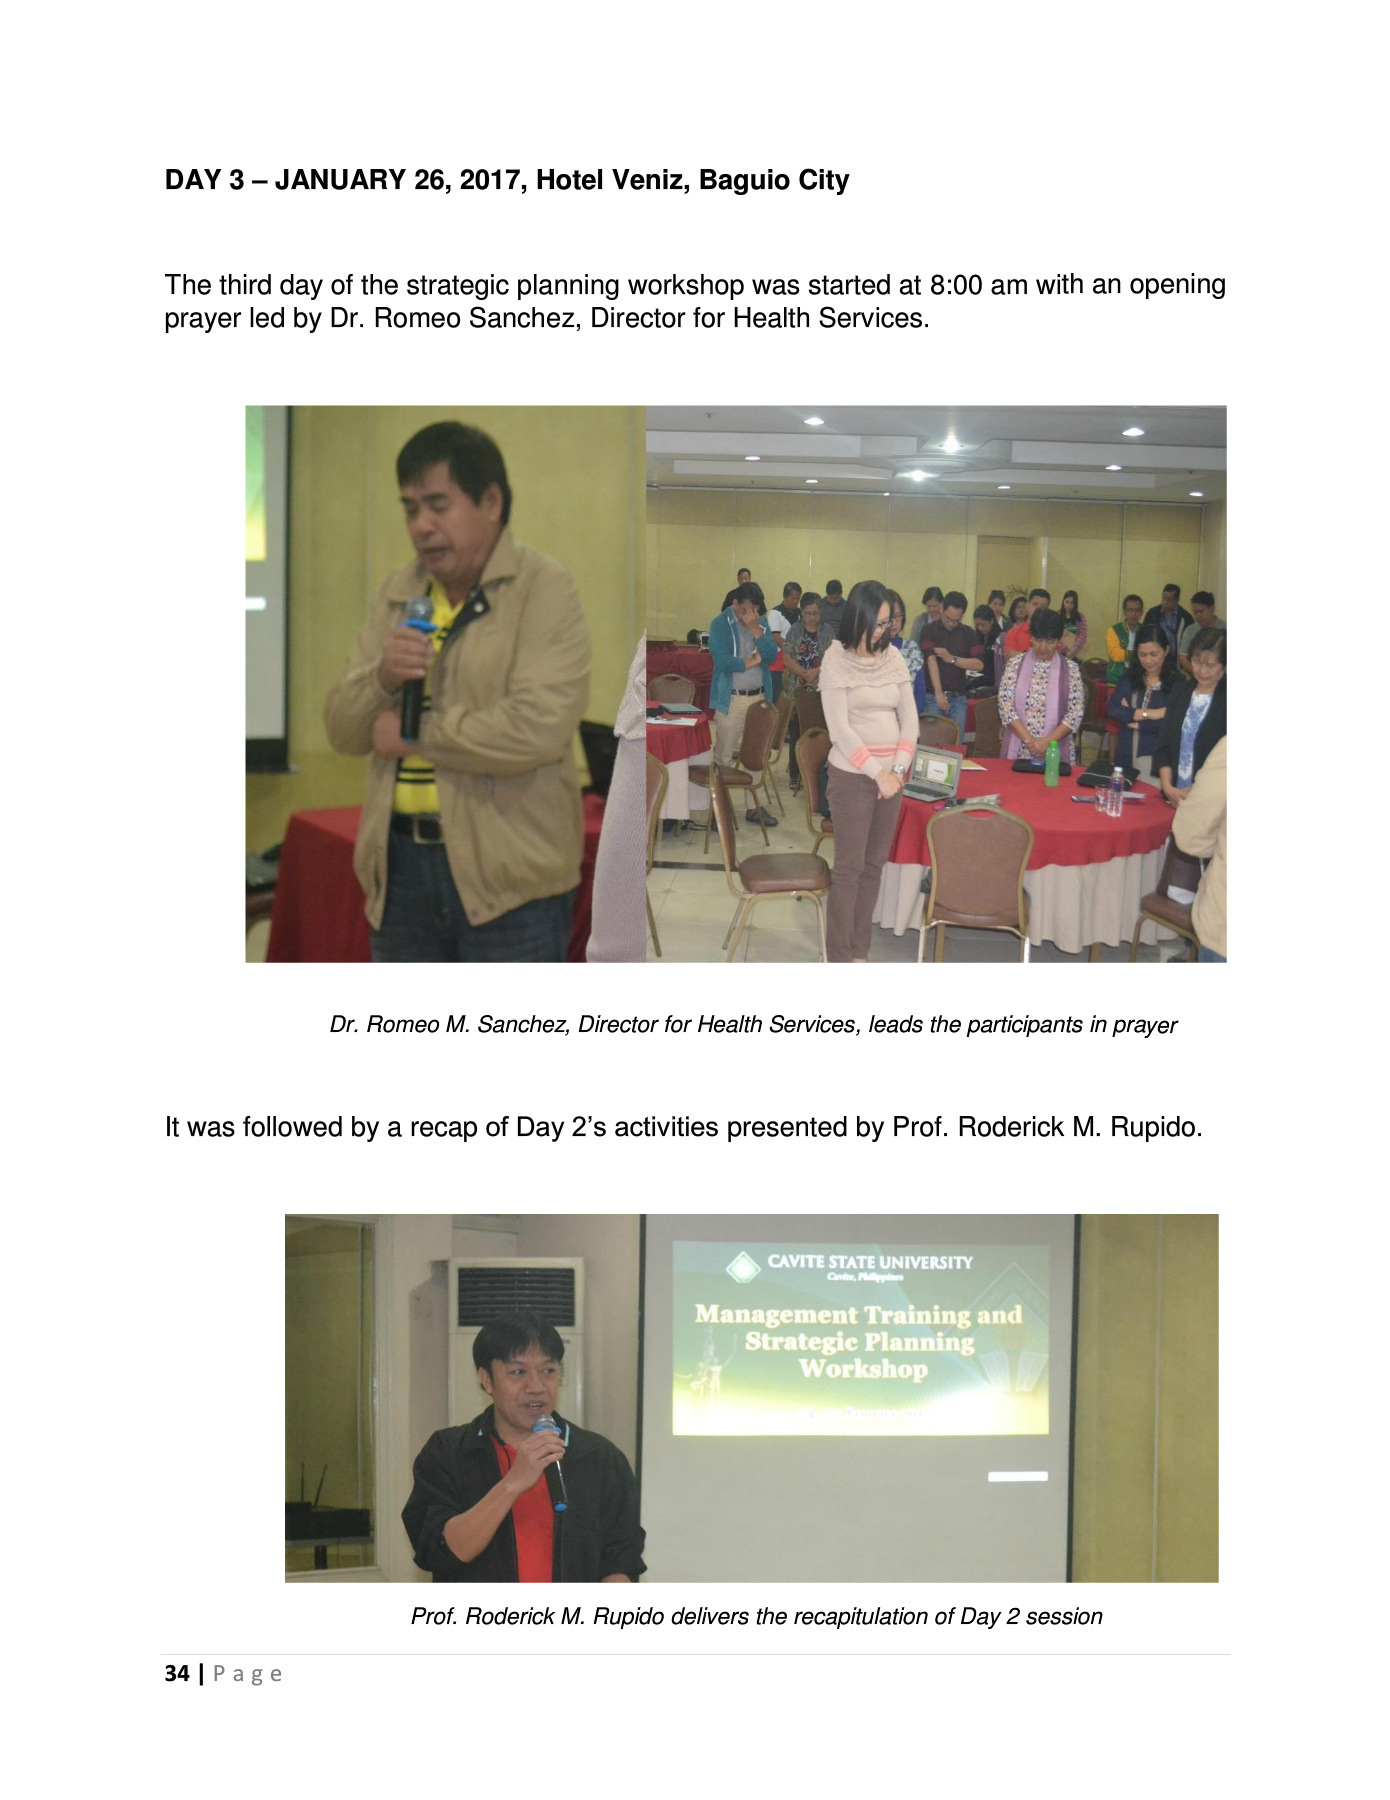 DAY 3 – JANUARY 26, 2017, Hotel Veniz, Baguio City
The third day of the strategic planning workshop was started at 8:00 am with an opening
prayer led by Dr. Romeo Sanchez, Director for Health Services.
Dr. Romeo M. Sanchez, Director for Health Services, leads the participants in prayer
It was followed by a recap of Day 2’s activities presented by Prof. Roderick M. Rupido.
CAVITE STATE UNIVERSITY
Cavite, Philippines
Management Training and
Strategic Planning
Workshop
Prof. Roderick M. Rupido delivers the recapitulation of Day 2 session
34 | Page